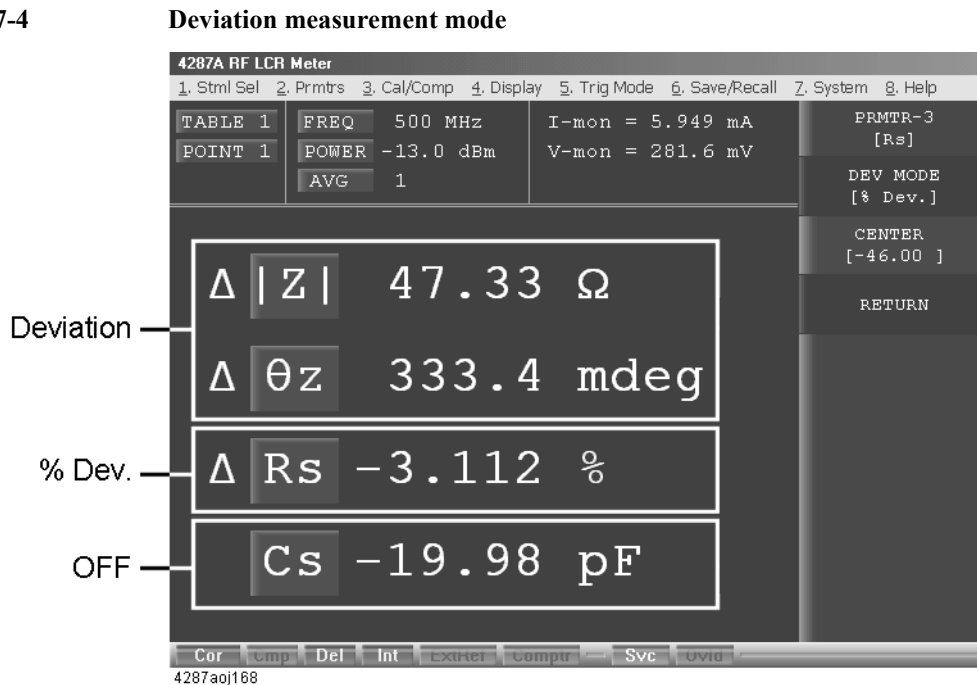 7-4 Deviation measurement mode
4287A RF LCR Meter
1. Stml Sel 2. Prmtrs 3. Cal/Comp 4. Display 5. Trig Mode 6. Save/Recall 7. System 8. Help
TABLE 1 FREQ 500 MHz I-mon = 5.949 mA
POINT 1 POWER -13.0 dBm V-mon = 281.6 mV
AVG 1
PRMTR-3
[Rs]
DEV MODE
[% Dev.]
CENTER
[-46.00 ]
RETURN
Deviation
Δ |Z| 47.33 Ω
Δ θz 333.4 mdeg
% Dev.
Δ Rs -3.112 %
OFF
Cs -19.98 pF
Cor Cmp Del Int ExtRef Comptr Svc Ovld
4287aoj168